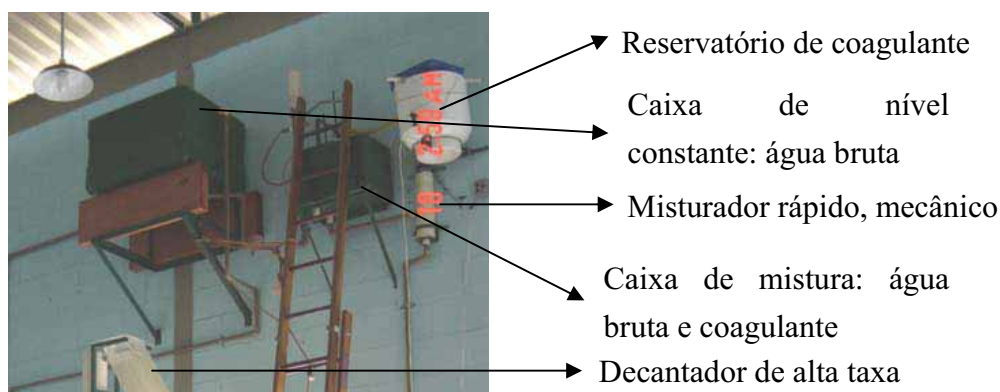 Reservatório de coagulante
Caixa de nível
constante: água bruta
Misturador rápido, mecânico
Caixa de mistura: água
bruta e coagulante
Decantador de alta taxa